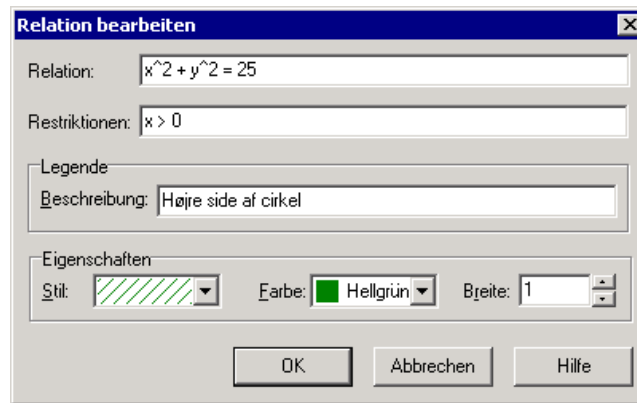 Relation bearbeiten
Relation: x^2 + y^2 = 25
Restriktionen: x > 0
Legende
Beschreibung: Højre side af cirkel
Eigenschaften
Stil: Farbe: Hellgrün Breite: 1
OK Abbrechen Hilfe